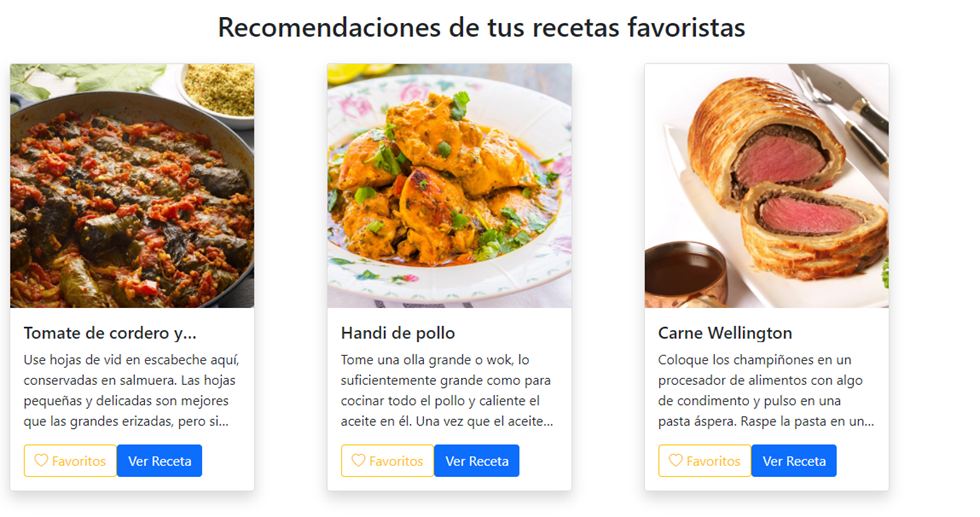 Recomendaciones de tus recetas favoristas
Tomate de cordero y...
Use hojas de vid en escabeche aquí,
conservadas en salmuera. Las hojas
pequeñas y delicadas son mejores
que las grandes erizadas, pero si...
Favoritos Ver Receta
Handi de pollo
Tome una olla grande o wok, lo
suficientemente grande como para
cocinar todo el pollo y caliente el
aceite en él. Una vez que el aceite...
Favoritos Ver Receta
Carne Wellington
Coloque los champiñones en un
procesador de alimentos con algo
de condimento y pulso en una
pasta áspera. Raspe la pasta en un...
Favoritos Ver Receta